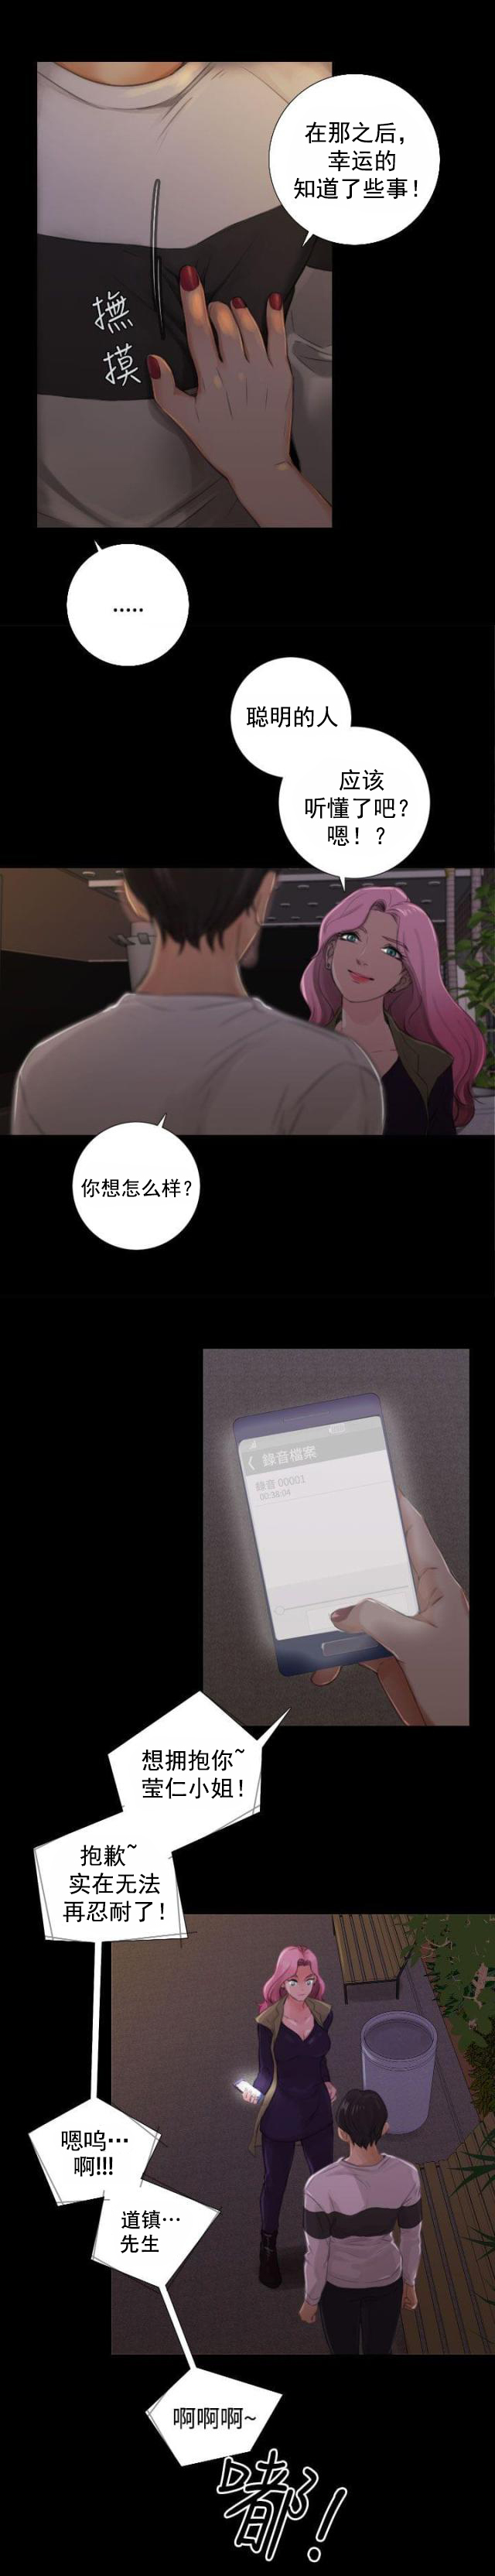 在那之后，
幸运的
知道了些事！
撫
摸
·····
聪明的人
应该
听懂了吧？
嗯！？
你想怎么样？
錄音檔案
錄音 00001
00:38:04
想拥抱你~
莹仁小姐！
抱歉~
实在无法
再忍耐了！
嗯呜…
啊!!!
道镇…
先生
啊啊啊~
嘟！